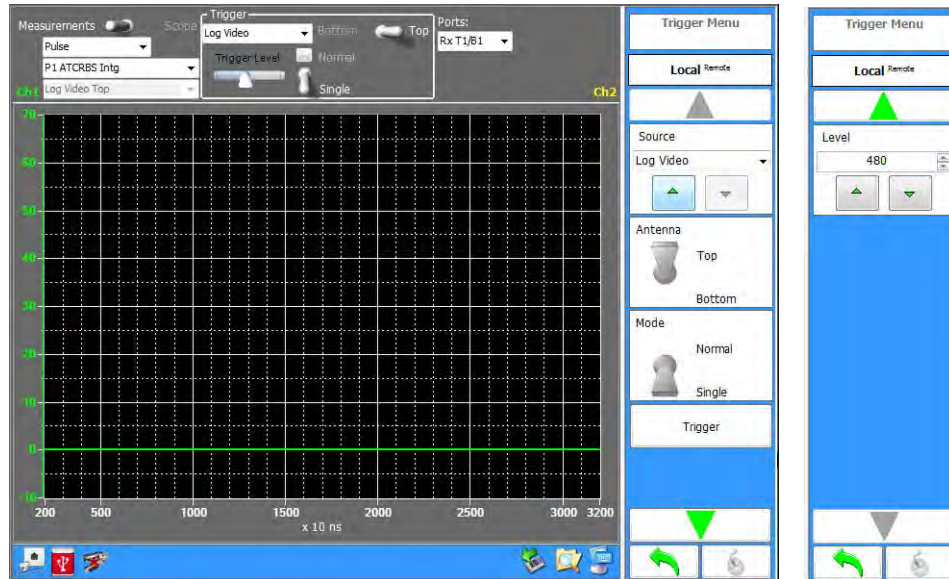 Measurements
Scope
Pulse
P1 ATCRBS Intg
Log Video Top
Trigger
Log Video
Bottom
Top
Trigger Level
Normal
Single
Ports:
Rx T1/B1
Ch1
Ch2
70
60
50
40
30
20
10
0
-10
200 500 1000 1500 2000 2500 3000 3200
x 10 ns
Trigger Menu
Local Remote
Source
Log Video
Antenna
Top
Bottom
Mode
Normal
Single
Trigger
Trigger Menu
Local Remote
Level
480